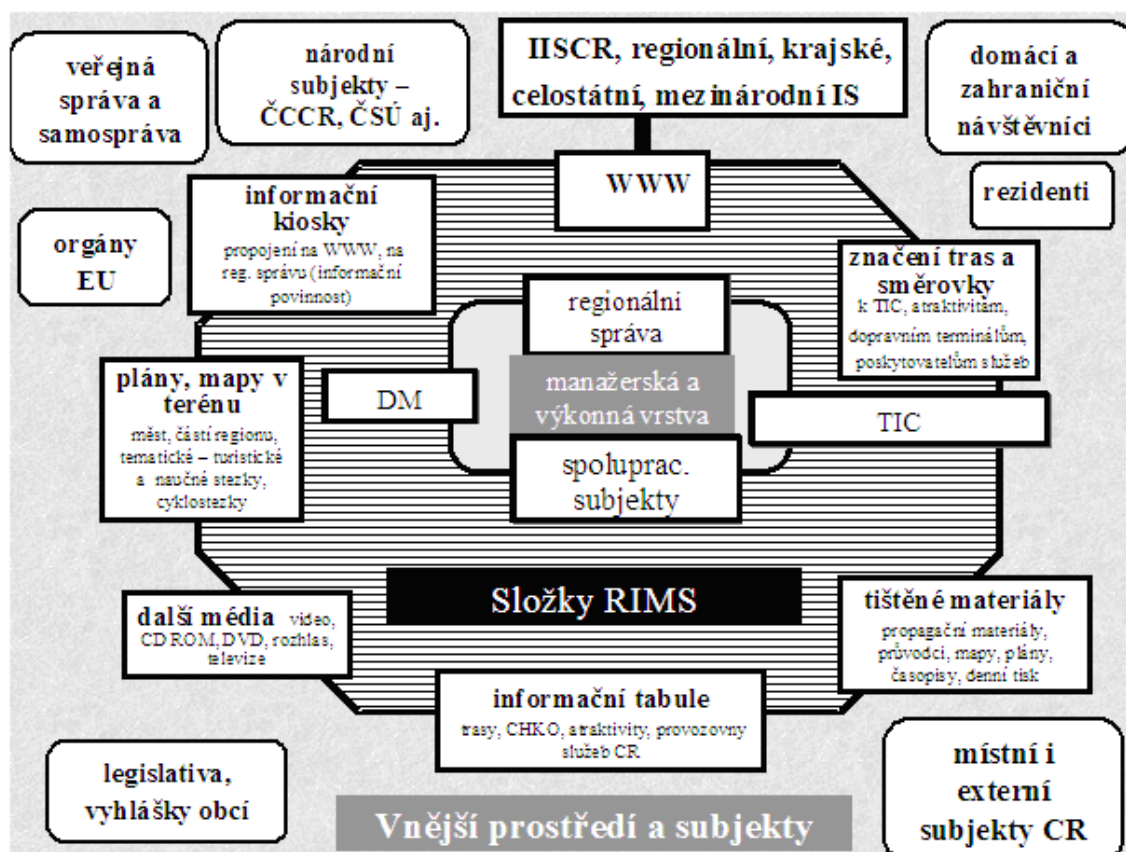 veřejná
správa a
samospráva
národní
subjekty –
ČCCR, ČSÚ aj.
IISCR, regionální, krajské,
celostátní, mezinárodní IS
domácí a
zahraniční
návštěvníci
WWW
rezidenti
informační
kiosky
propojení na WWW, na
reg. správu (informační
povinnost)
orgány
EU
značení tras a
směrovky
k TIC, atraktivitám,
dopravním terminálům,
poskytovatelům služeb
regionální
správa
plány, mapy v
terénu
měst, částí regionu,
tematické – turistické
a naučné stezky,
cyklostezky
DM
manažerská a
výkonná vrstva
TIC
spoluprac.
subjekty
Složky RIMS
další média video,
CD ROM, DVD, rozhlas,
televize
tištěné materiály
propagační materiály,
průvodci, mapy, plány,
časopisy, denní tisk
informační tabule
trasy, CHKO, atraktivity, provozovny
služeb CR
legislativa,
vyhlášky obcí
místní i
externí
subjekty CR
Vnější prostředí a subjekty